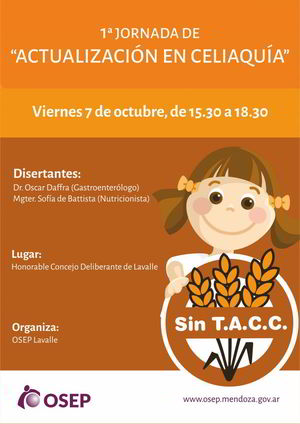 1ª JORNADA DE
“ACTUALIZACIÓN EN CELIAQUÍA”
Viernes 7 de octubre, de 15.30 a 18.30
Disertantes:
Dr. Oscar Daffra (Gastroenterólogo)
Mgter. Sofía de Battista (Nutricionista)
Lugar:
Honorable Concejo Deliberante de Lavalle
Sin T.A.C.C.
Organiza:
OSEP Lavalle
OSEP
www.osep.mendoza.gov.ar